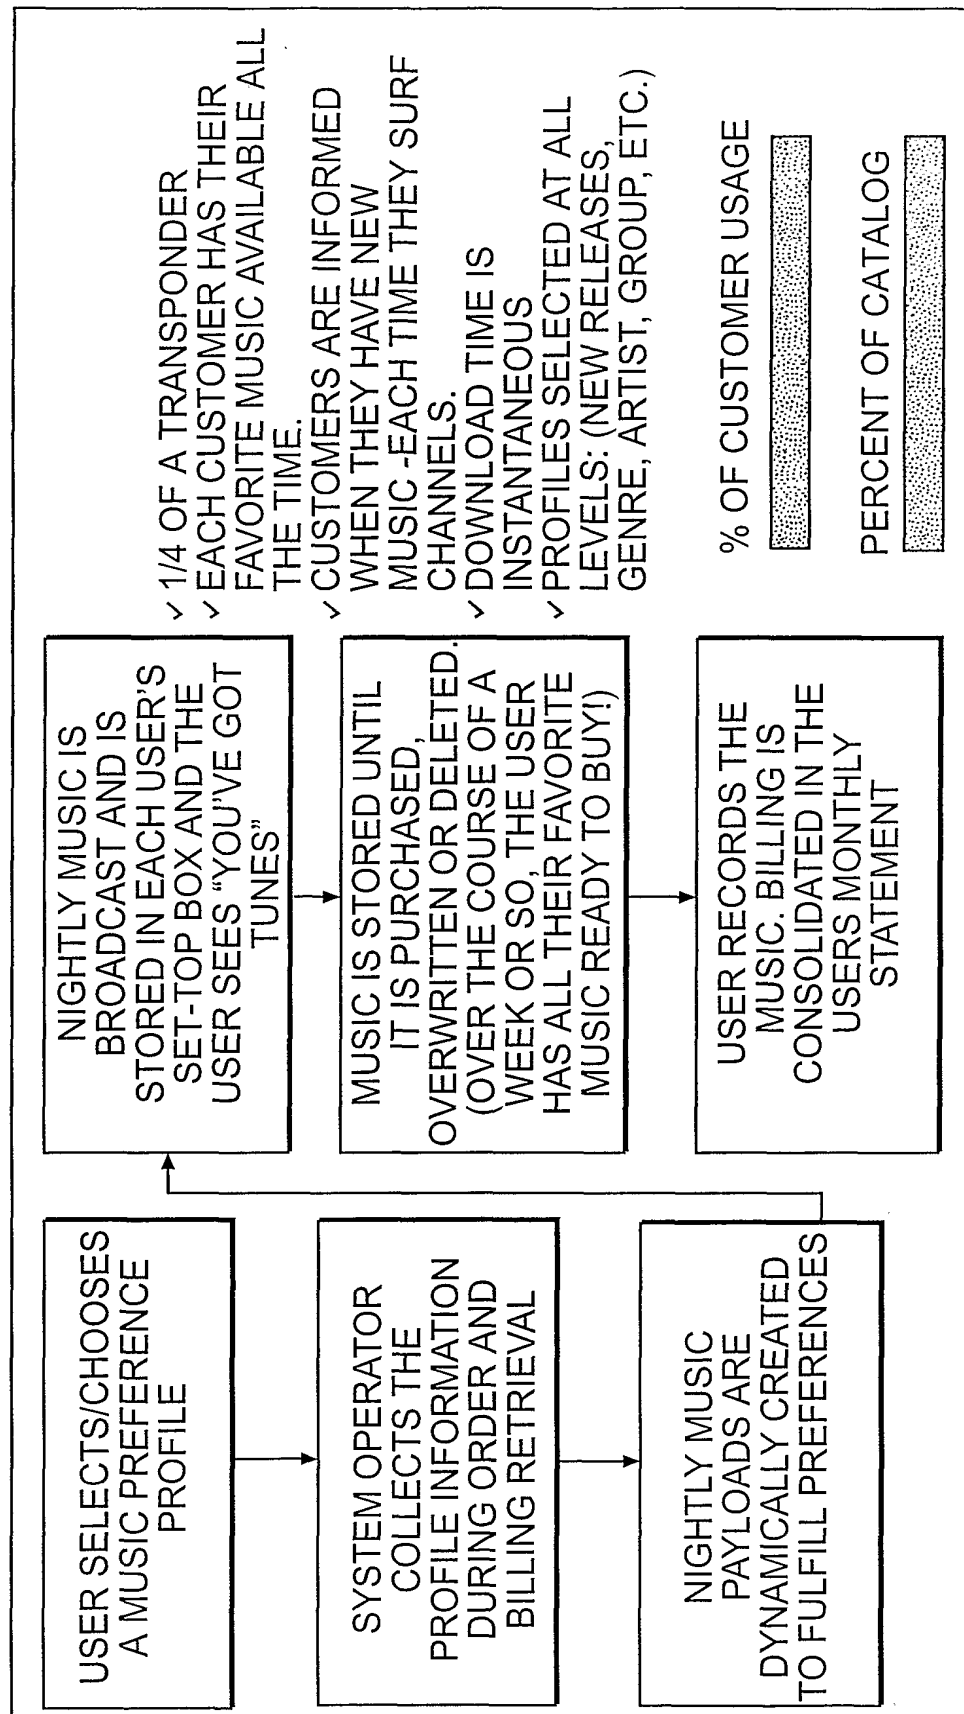 USER SELECTS/CHOOSES
A MUSIC PREFERENCE
PROFILE
SYSTEM OPERATOR
COLLECTS THE
PROFILE INFORMATION
DURING ORDER AND
BILLING RETRIEVAL
NIGHTLY MUSIC
PAYLOADS ARE
DYNAMICALLY CREATED
TO FULFILL PREFERENCES
NIGHTLY MUSIC IS
BROADCAST AND IS
STORED IN EACH USER'S
SET-TOP BOX AND THE
USER SEES "YOU'VE GOT
TUNES"
MUSIC IS STORED UNTIL
IT IS PURCHASED,
OVERWRITTEN OR DELETED.
(OVER THE COURSE OF A
WEEK OR SO, THE USER
HAS ALL THEIR FAVORITE
MUSIC READY TO BUY!)
USER RECORDS THE
MUSIC. BILLING IS
CONSOLIDATED IN THE
USERS MONTHLY
STATEMENT
✓ 1/4 OF A TRANSPONDER
✓ EACH CUSTOMER HAS THEIR
FAVORITE MUSIC AVAILABLE ALL
THE TIME.
✓ CUSTOMERS ARE INFORMED
WHEN THEY HAVE NEW
MUSIC -EACH TIME THEY SURF
CHANNELS.
✓ DOWNLOAD TIME IS
INSTANTANEOUS
✓ PROFILES SELECTED AT ALL
LEVELS: (NEW RELEASES,
GENRE, ARTIST, GROUP, ETC.)
% OF CUSTOMER USAGE
PERCENT OF CATALOG